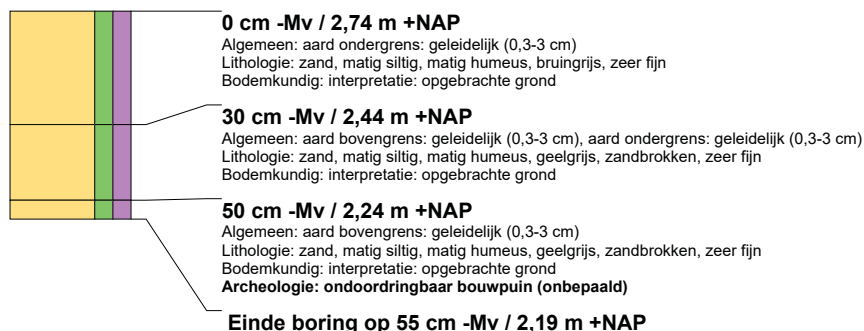 0 cm -Mv / 2,74 m +NAP
Algemeen: aard ondergrens: geleidelijk (0,3-3 cm)
Lithologie: zand, matig siltig, matig humeus, bruingrijs, zeer fijn
Bodemkundig: interpretatie: opgebrachte grond
30 cm -Mv / 2,44 m +NAP
Algemeen: aard bovengrens: geleidelijk (0,3-3 cm), aard ondergrens: geleidelijk (0,3-3 cm)
Lithologie: zand, matig siltig, matig humeus, geelgrijs, zandbrokken, zeer fijn
Bodemkundig: interpretatie: opgebrachte grond
50 cm -Mv / 2,24 m +NAP
Algemeen: aard bovengrens: geleidelijk (0,3-3 cm)
Lithologie: zand, matig siltig, matig humeus, geelgrijs, zandbrokken, zeer fijn
Bodemkundig: interpretatie: opgebrachte grond
Archeologie: ondoordringbaar bouwpuin (onbepaald)
Einde boring op 55 cm -Mv / 2,19 m +NAP